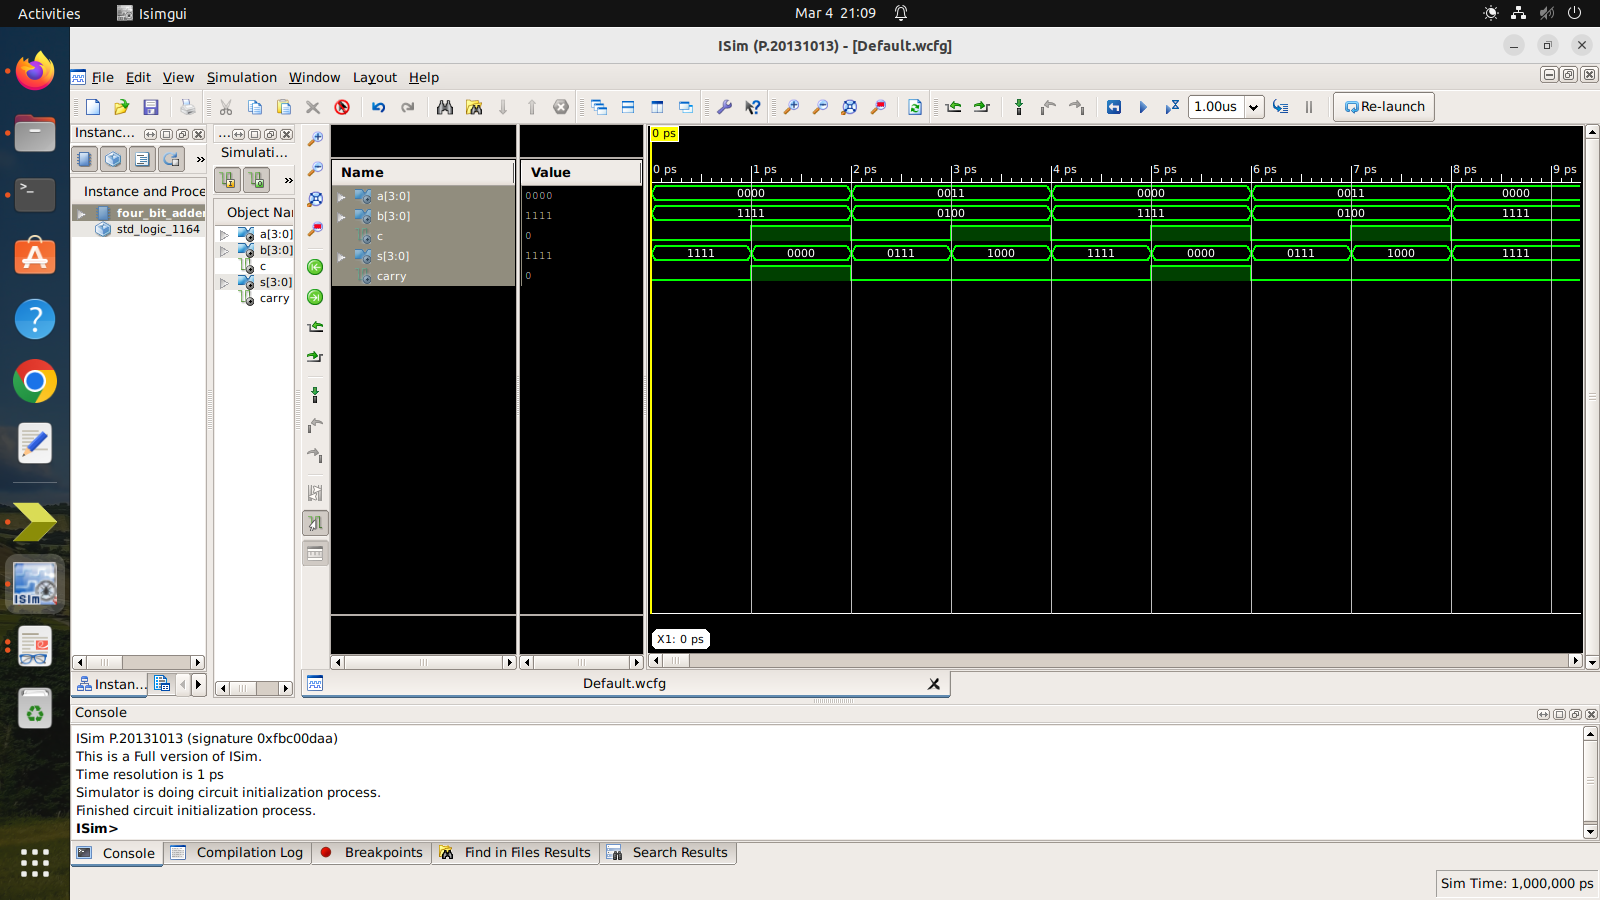 Activities
Isimgui
Mar 4 21:09
ISim (P.20131013) - [Default.wcfg]
File Edit View Simulation Window Layout Help
1.00us
Re-launch
Instanc...
Instance and Proce
four_bit_adder
std_logic_1164
Instan...
...
Simulati...
Object Nar
a[3:0]
b[3:0]
c
s[3:0]
carry
Name Value
a[3:0] 0000
b[3:0] 1111
c 0
s[3:0] 1111
carry 0
0 ps
0 ps 1 ps 2 ps 3 ps 4 ps 5 ps 6 ps 7 ps 8 ps 9 ps
0000 0011 0000 0011 0000
1111 0100 1111 0100 1111
1111 0000 0111 1000 1111 0000 0111 1000 1111
X1: 0 ps
Default.wcfg
Console
ISim P.20131013 (signature 0xfbc00daa)
This is a Full version of ISim.
Time resolution is 1 ps
Simulator is doing circuit initialization process.
Finished circuit initialization process.
ISim>
Console Compilation Log Breakpoints Find in Files Results Search Results
Sim Time: 1,000,000 ps